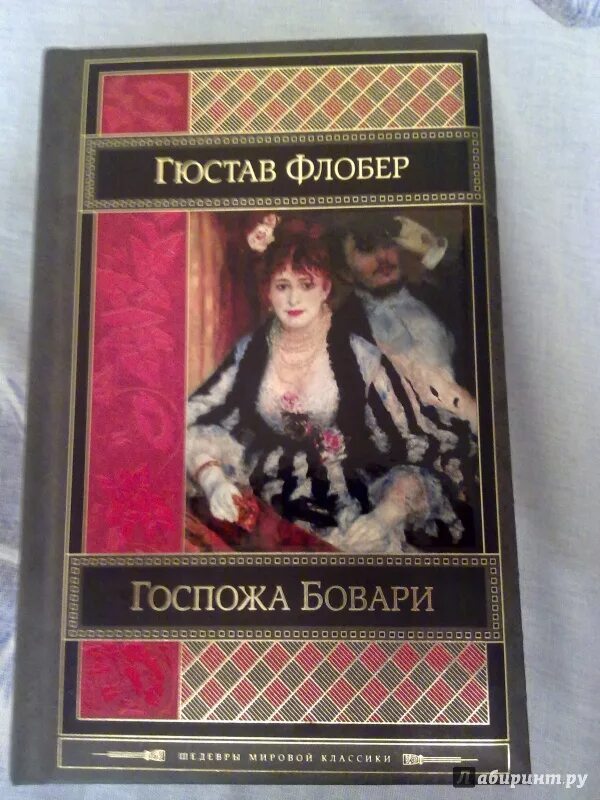 Гюстав Флобер
Госпожа Бовари
Шедевры мировой классики
Лабиринт.ру